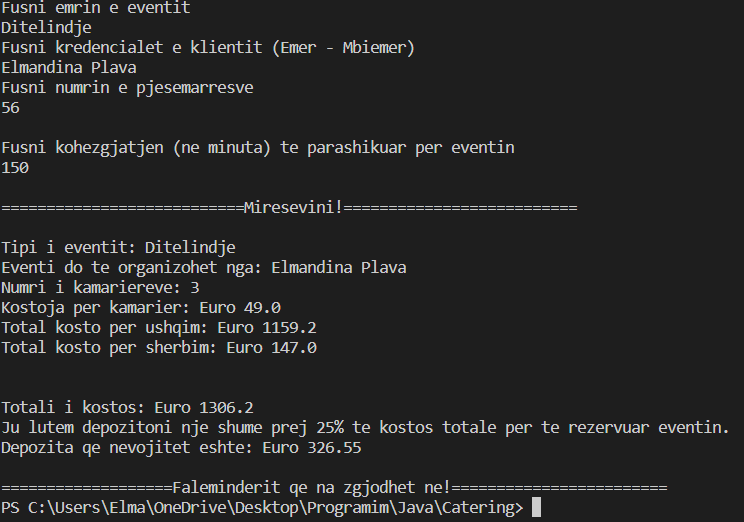 Fusni emrin e eventit
Ditelindje
Fusni kredencialet e klientit (Emer - Mbiemer)
Elmandina Plava
Fusni numrin e pjesemarresve
56
Fusni kohezgjatjen (ne minuta) te parashikuar per eventin
150
===========================Miresevini!==========================
Tipi i eventit: Ditelindje
Eventi do te organizohet nga: Elmandina Plava
Numri i kamariereve: 3
Kostoja per kamarier: Euro 49.0
Total kosto per ushqim: Euro 1159.2
Total kosto per sherbim: Euro 147.0
Totali i kostos: Euro 1306.2
Ju lutem depozitoni nje shume prej 25% te kostos totale per te rezervuar eventin.
Depozita qe nevojitet eshte: Euro 326.55
===================Faleminderit qe na zgjodhet ne!========================
PS C:\Users\Elma\OneDrive\Desktop\Programim\Java\Catering>